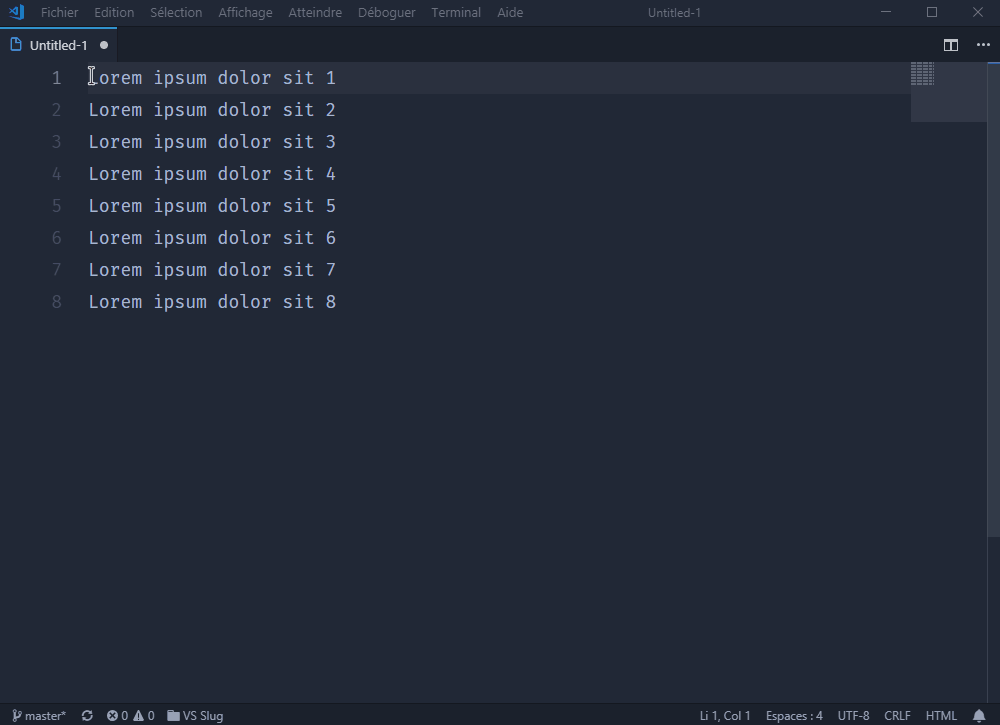 Fichier Edition Sélection Affichage Atteindre Déboguer Terminal Aide Untitled-1
Untitled-1
1 Lorem ipsum dolor sit 1
2 Lorem ipsum dolor sit 2
3 Lorem ipsum dolor sit 3
4 Lorem ipsum dolor sit 4
5 Lorem ipsum dolor sit 5
6 Lorem ipsum dolor sit 6
7 Lorem ipsum dolor sit 7
8 Lorem ipsum dolor sit 8
master* 0 0 VS Slug Li 1, Col 1 Espaces : 4 UTF-8 CRLF HTML